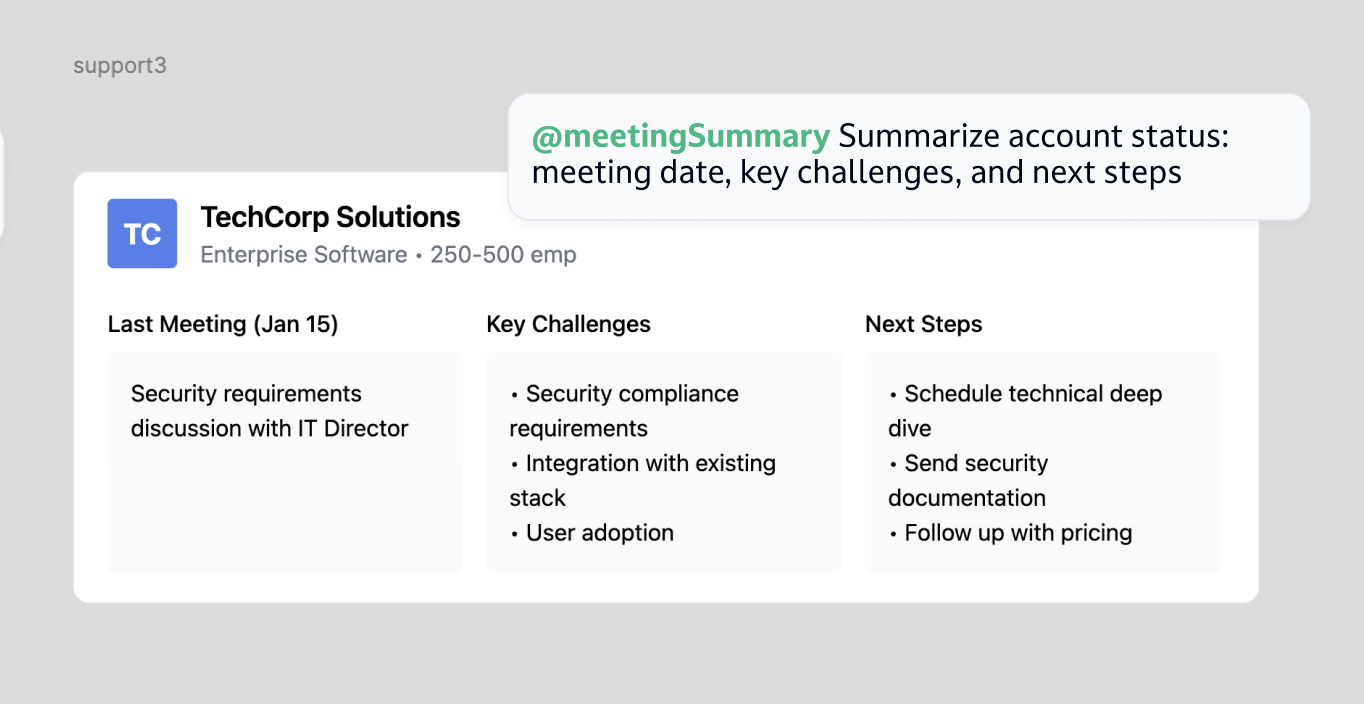 support3
@meetingSummary Summarize account status:
meeting date, key challenges, and next steps
TC
TechCorp Solutions
Enterprise Software • 250-500 emp
Last Meeting (Jan 15)
Security requirements
discussion with IT Director
Key Challenges
• Security compliance
requirements
• Integration with existing
stack
• User adoption
Next Steps
• Schedule technical deep
dive
• Send security
documentation
• Follow up with pricing